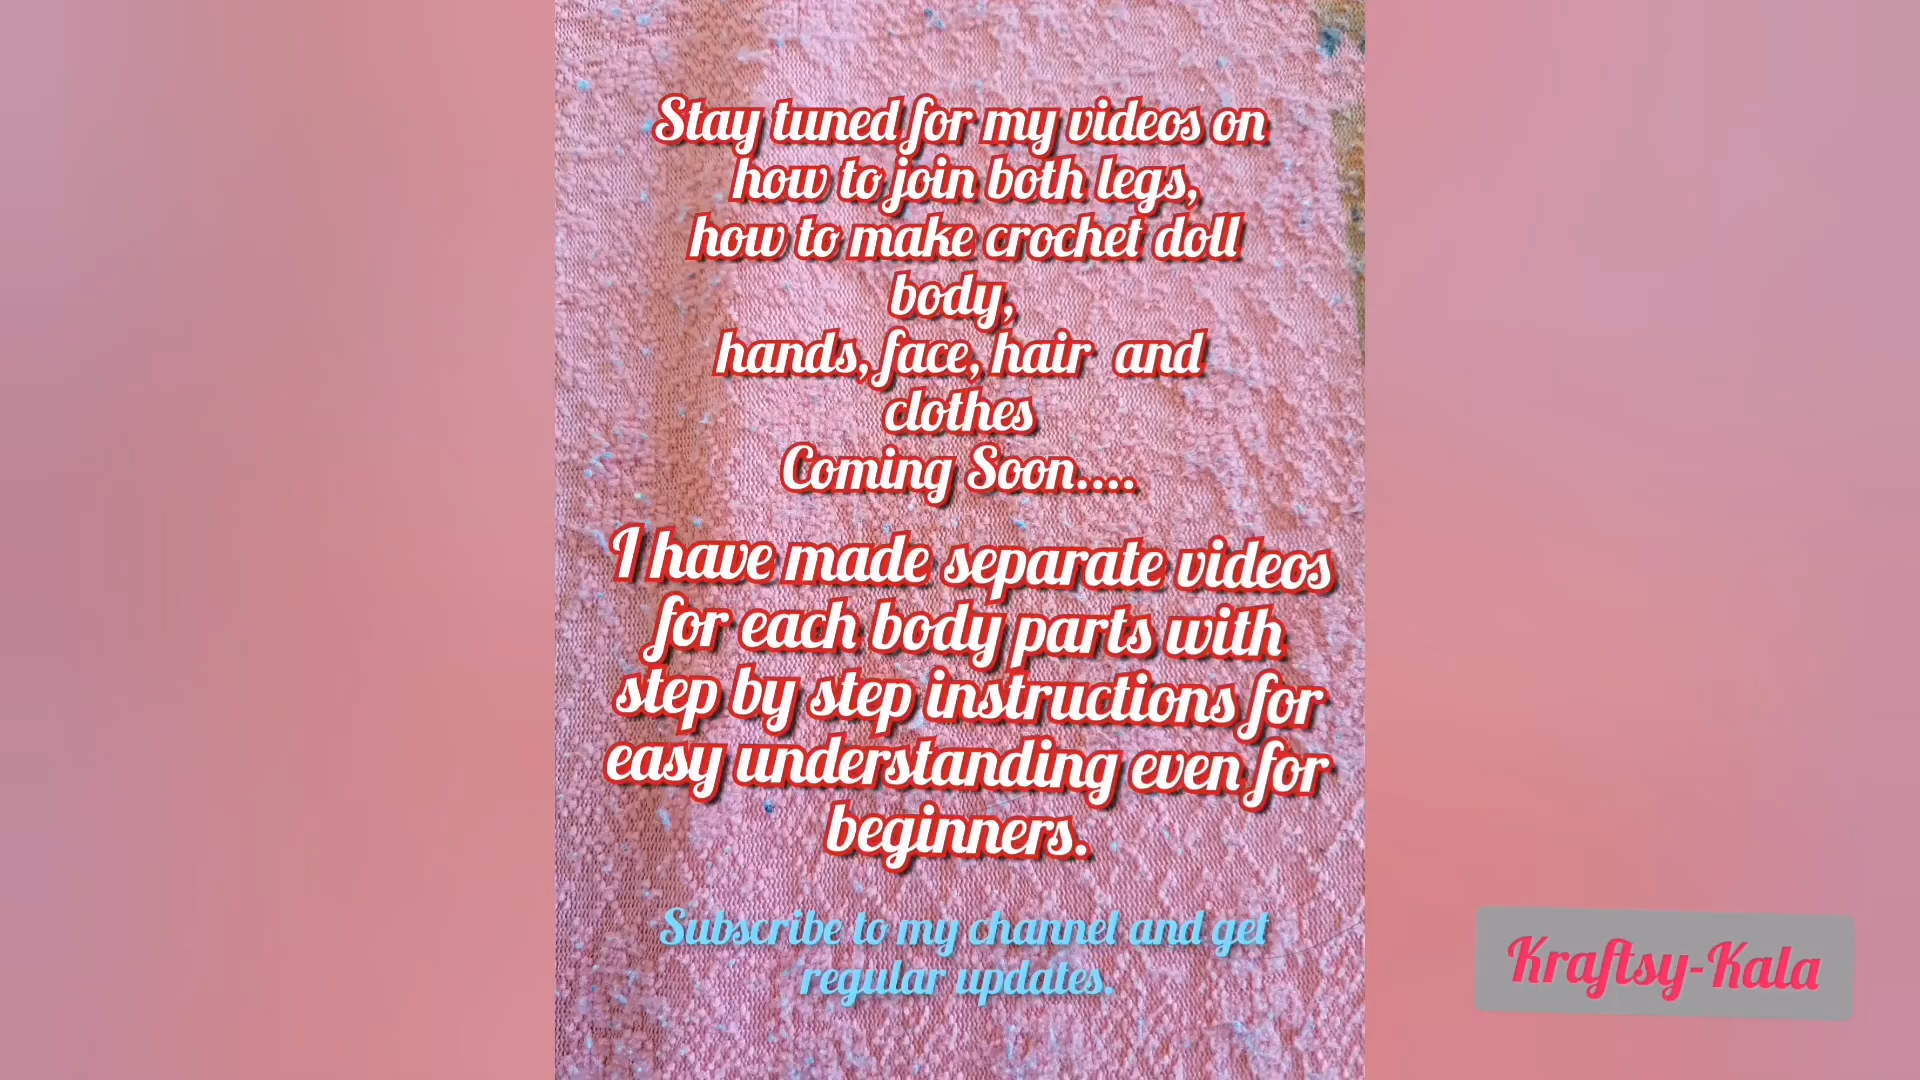 Stay tuned for my videos on
how to join both legs,
how to make crochet doll
body,
hands, face, hair and
clothes
Coming Soon....
I have made separate videos
for each body parts with
step by step instructions for
easy understanding even for
beginners.
Subscribe to my channel and get
regular updates.
Kraftsy-Kala